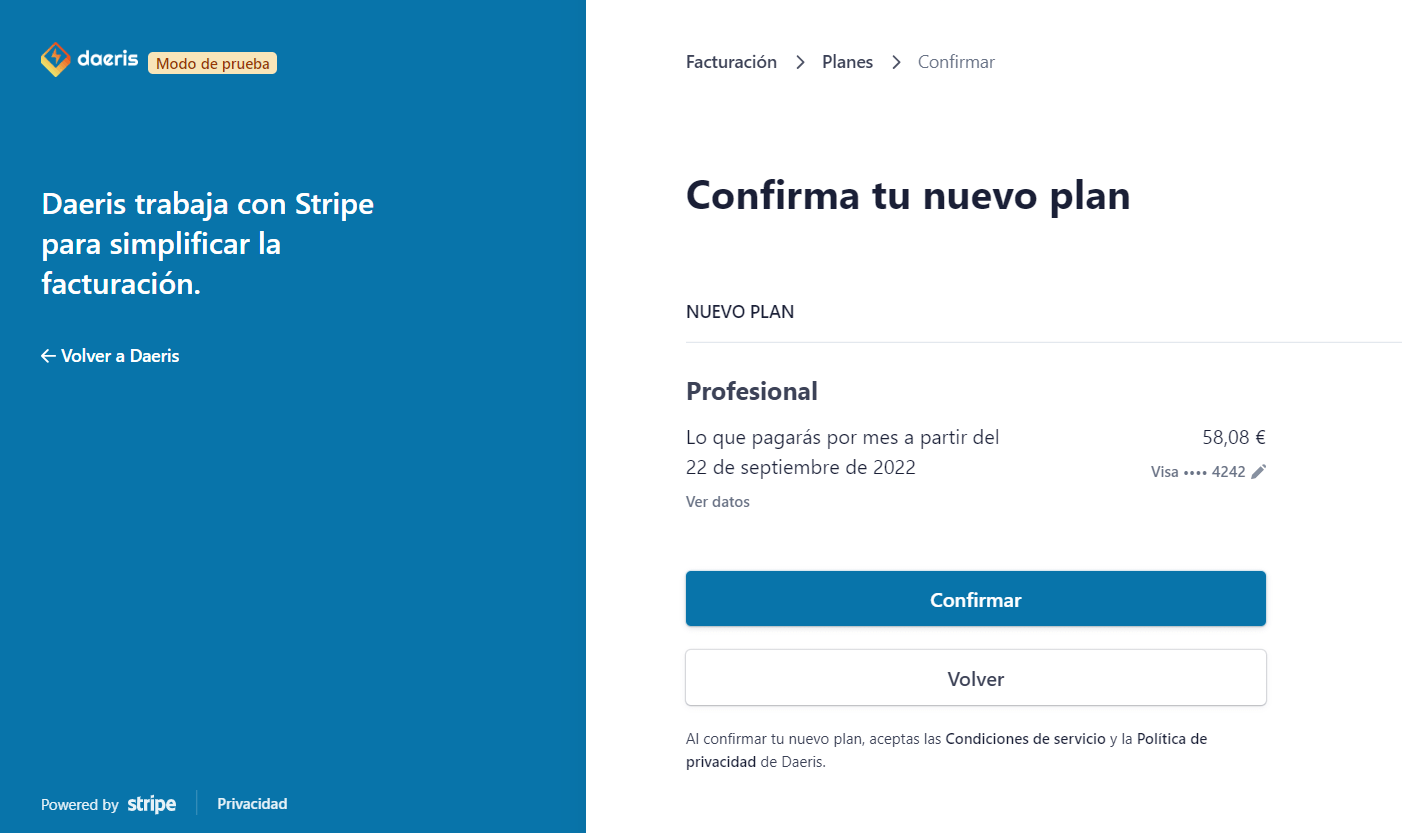 daeris Modo de prueba
Daeris trabaja con Stripe
para simplificar la
facturación.
← Volver a Daeris
Powered by stripe Privacidad
Facturación > Planes > Confirmar
Confirma tu nuevo plan
NUEVO PLAN
Profesional
Lo que pagarás por mes a partir del 58,08 €
22 de septiembre de 2022 Visa •••• 4242
Ver datos
Confirmar
Volver
Al confirmar tu nuevo plan, aceptas las Condiciones de servicio y la Política de
privacidad de Daeris.